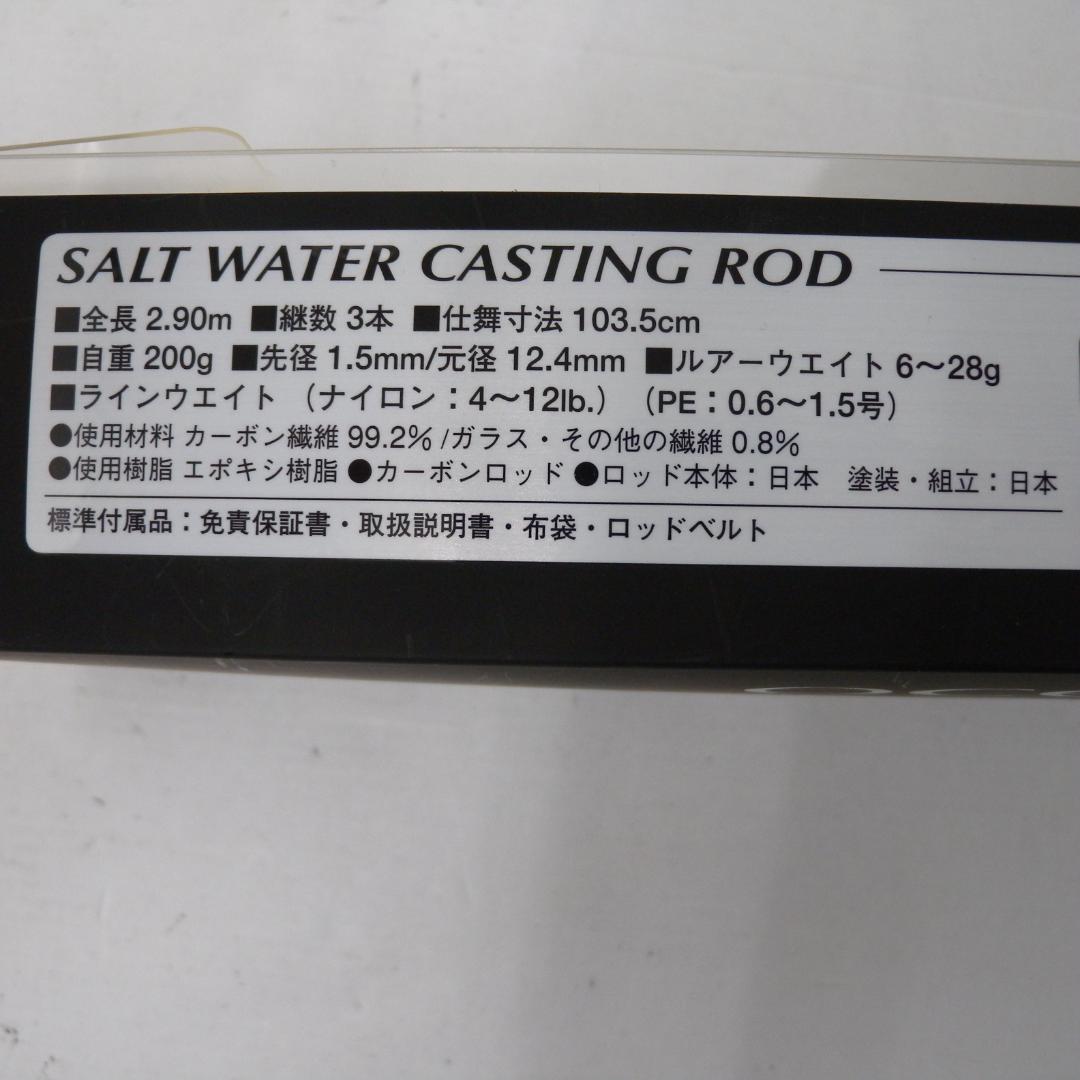 SALT WATER CASTING ROD
■全長 2.90m ■継数 3本 ■仕舞寸法 103.5cm
■自重 200g ■先径 1.5mm/元径 12.4mm ■ルアーウエイト 6〜28g
■ラインウエイト （ナイロン：4〜12lb.）（PE：0.6〜1.5号）
●使用材料 カーボン繊維 99.2% /ガラス・その他の繊維 0.8%
●使用樹脂 エポキシ樹脂 ●カーボンロッド ●ロッド本体：日本 塗装・組立：日本
標準付属品：免責保証書・取扱説明書・布袋・ロッドベルト